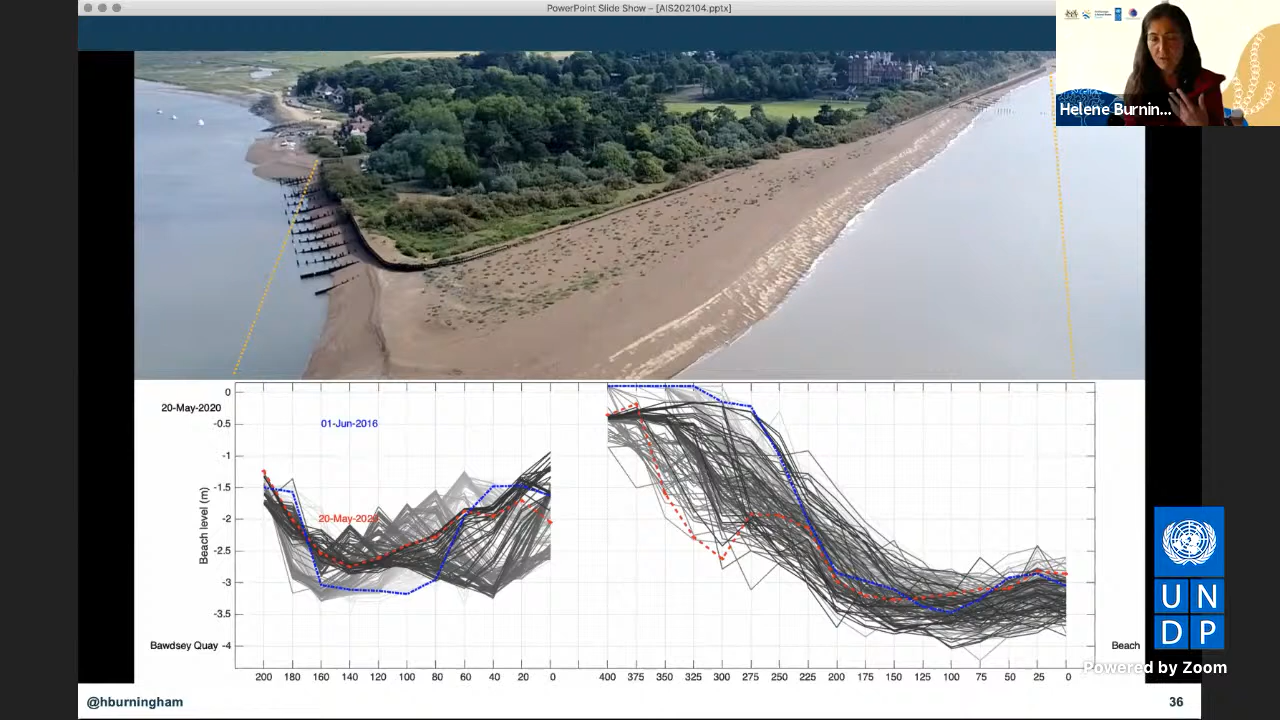 PowerPoint Slide Show – [AIS202104.pptx]
Helene Burnin...
20-May-2020
01-Jun-2016
20-May-2020
Beach level (m)
0
-0.5
-1
-1.5
-2
-2.5
-3
-3.5
-4
Bawdsey Quay
Beach
200 180 160 140 120 100 80 60 40 20 0
400 375 350 325 300 275 250 225 200 175 150 125 100 75 50 25 0
U N
D P
Powered by Zoom
@hburningham
36